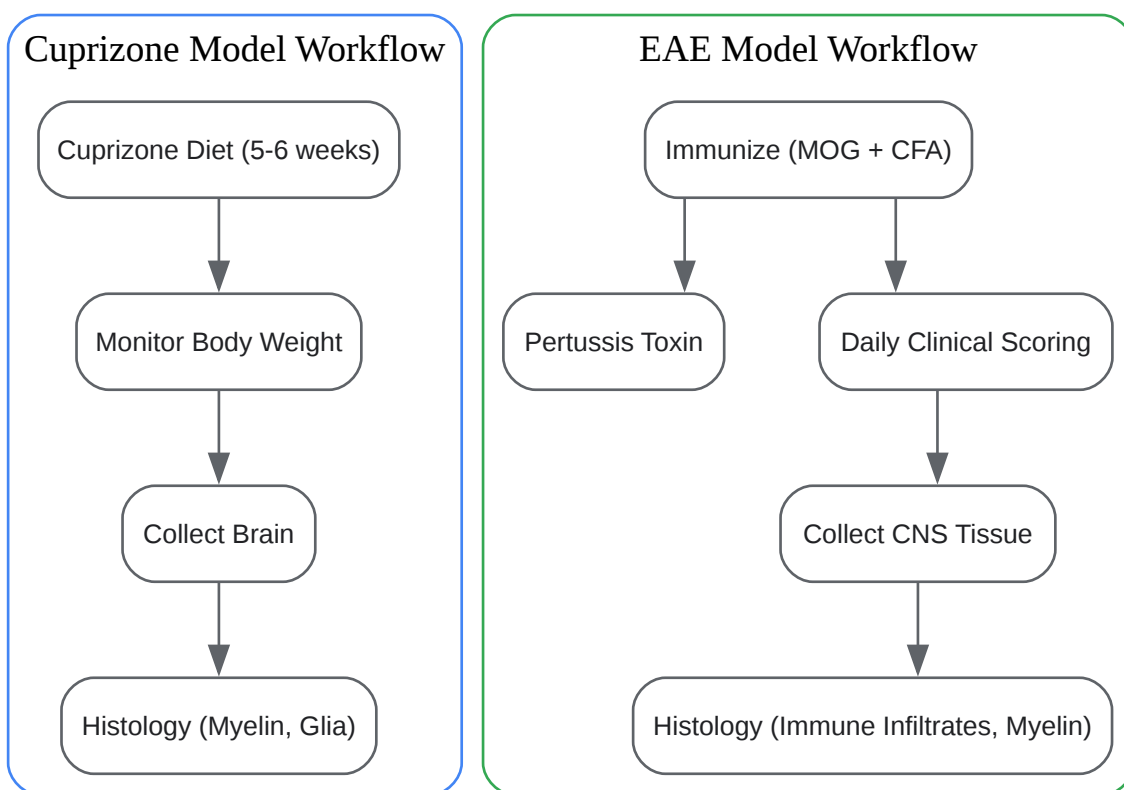 Cuprizone Model Workflow
Cuprizone Diet (5-6 weeks)
Monitor Body Weight
Collect Brain
Histology (Myelin, Glia)
EAE Model Workflow
Immunize (MOG + CFA)
Pertussis Toxin
Daily Clinical Scoring
Collect CNS Tissue
Histology (Immune Infiltrates, Myelin)